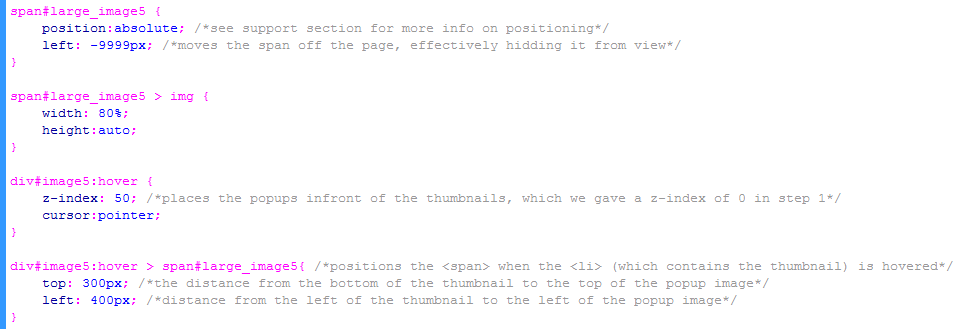 span#large_image5 {
    position:absolute; /*see support section for more info on positioning*/
    left: -9999px; /*moves the span off the page, effectively hidding it from view*/
}

span#large_image5 > img {
    width: 80%;
    height:auto;
}

div#image5:hover {
    z-index: 50; /*places the popups infront of the thumbnails, which we gave a z-index of 0 in step 1*/
    cursor:pointer;
}

div#image5:hover > span#large_image5{ /*positions the <span> when the <li> (which contains the thumbnail) is hovered*/
    top: 300px; /*the distance from the bottom of the thumbnail to the top of the popup image*/
    left: 400px; /*distance from the left of the thumbnail to the left of the popup image*/
}